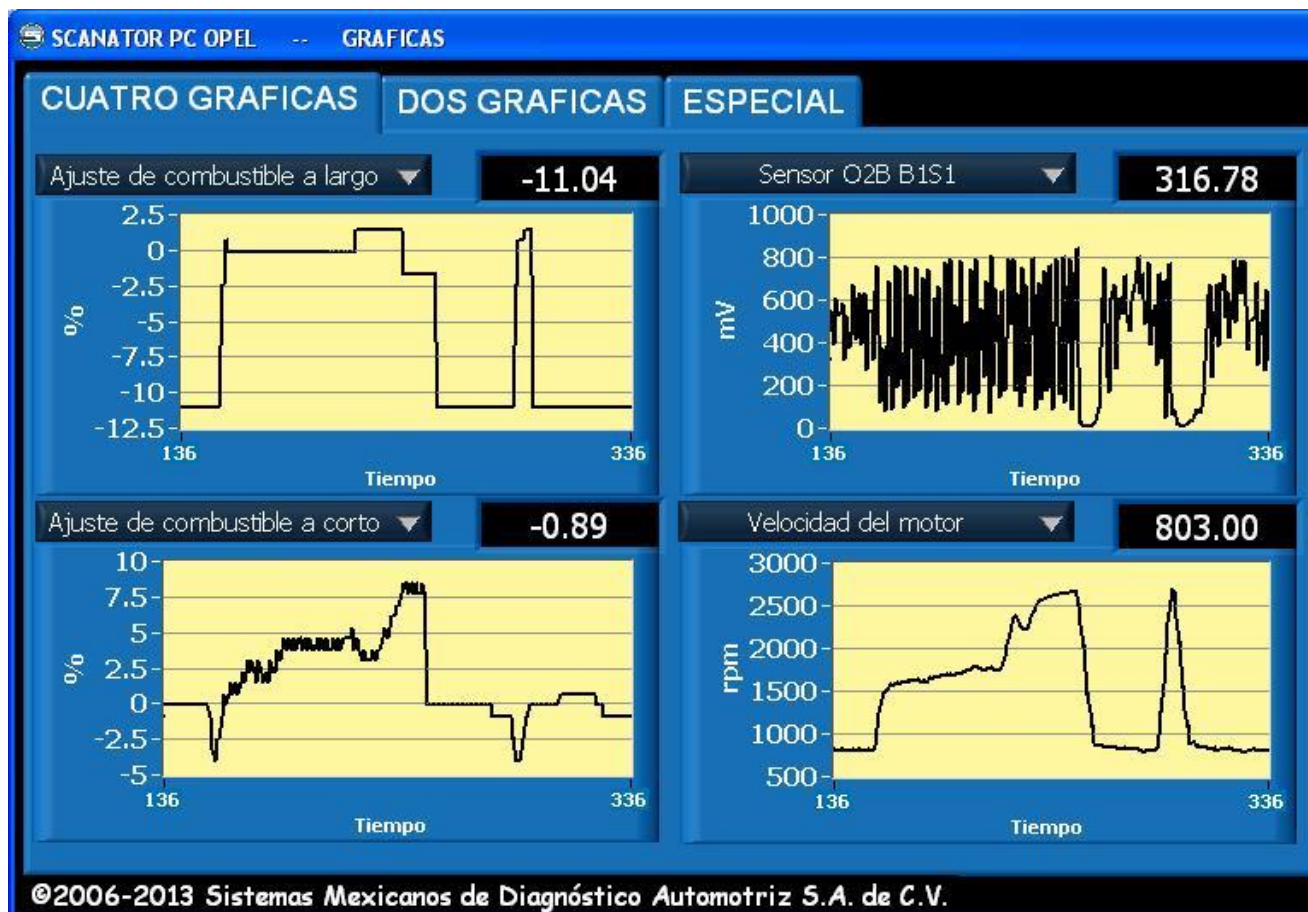 SCANATOR PC OPEL -- GRAFICAS
CUATRO GRAFICAS DOS GRAFICAS ESPECIAL
Ajuste de combustible a largo -11.04
2.5
0
-2.5
-5
-7.5
-10
-12.5
%
136 336
Tiempo
Sensor O2B B1S1 316.78
1000
800
600
400
200
0
mV
136 336
Tiempo
Ajuste de combustible a corto -0.89
10
7.5
5
2.5
0
-2.5
-5
%
136 336
Tiempo
Velocidad del motor 803.00
3000
2500
2000
1500
1000
500
rpm
136 336
Tiempo
©2006-2013 Sistemas Mexicanos de Diagnóstico Automotriz S.A. de C.V.